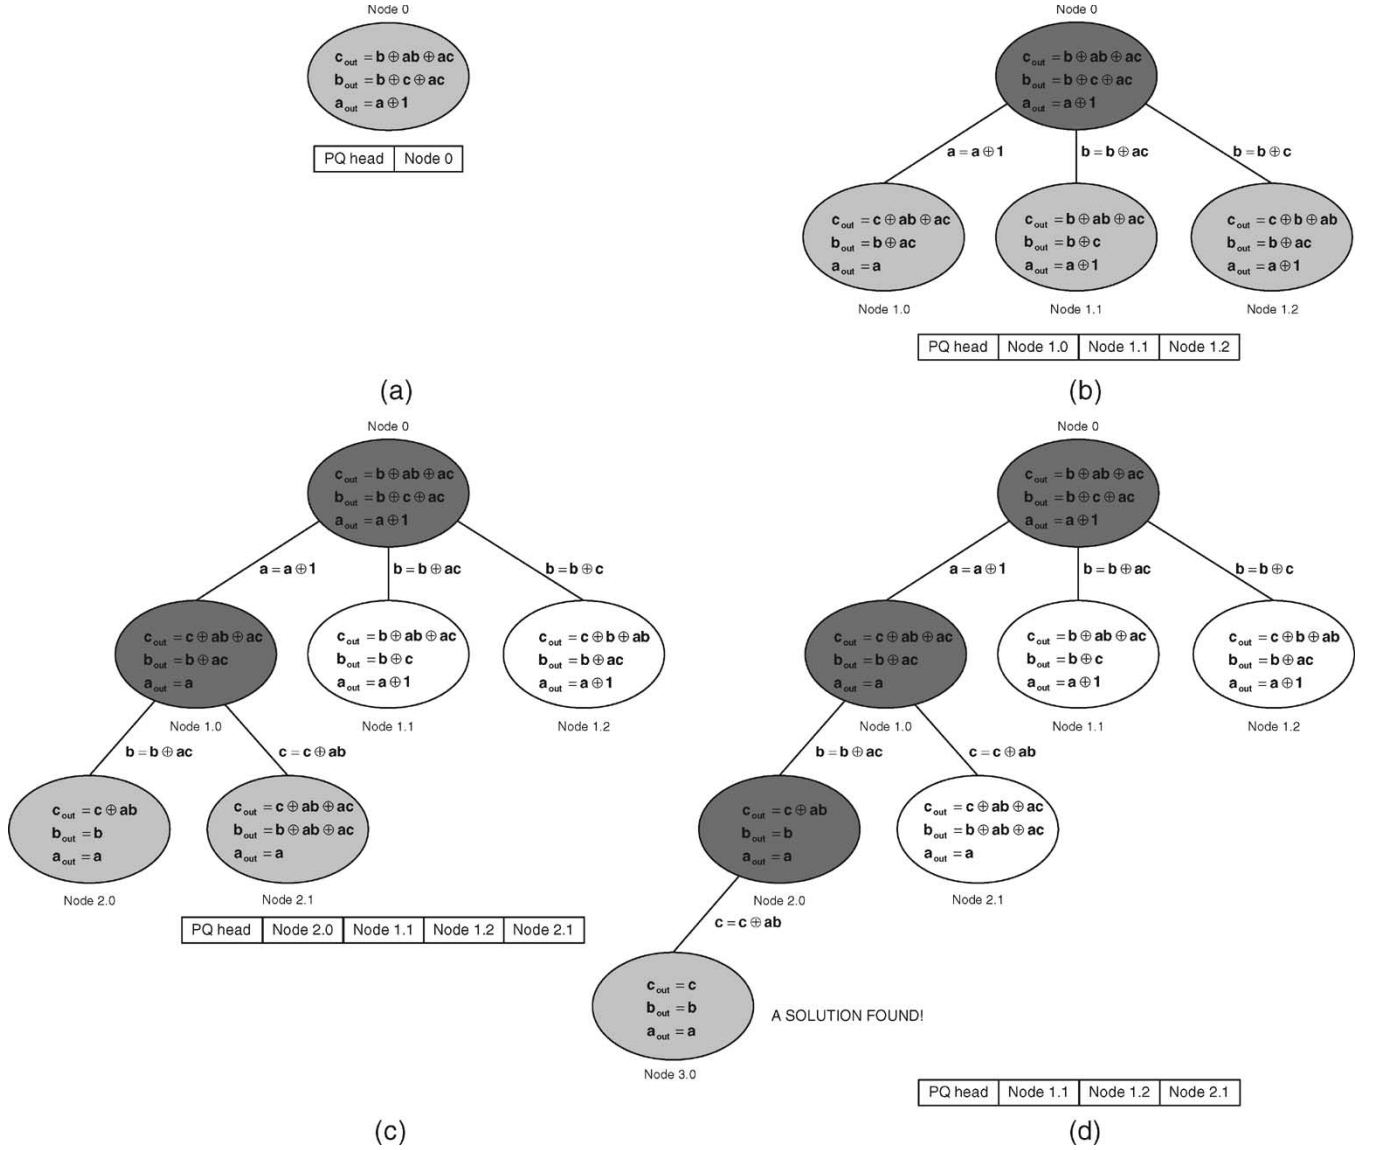 Node 0
c_out = b ⊕ ab ⊕ ac
b_out = b ⊕ c ⊕ ac
a_out = a ⊕ 1
PQ head Node 0
(a)
Node 0
c_out = b ⊕ ab ⊕ ac
b_out = b ⊕ c ⊕ ac
a_out = a ⊕ 1
a = a ⊕ 1
b = b ⊕ ac
b = b ⊕ c
c_out = c ⊕ ab ⊕ ac
b_out = b ⊕ ac
a_out = a
Node 1.0
c_out = b ⊕ ab ⊕ ac
b_out = b ⊕ c
a_out = a ⊕ 1
Node 1.1
c_out = c ⊕ b ⊕ ab
b_out = b ⊕ ac
a_out = a ⊕ 1
Node 1.2
PQ head Node 1.0 Node 1.1 Node 1.2
(b)
Node 0
c_out = b ⊕ ab ⊕ ac
b_out = b ⊕ c ⊕ ac
a_out = a ⊕ 1
a = a ⊕ 1
b = b ⊕ ac
b = b ⊕ c
c_out = c ⊕ ab ⊕ ac
b_out = b ⊕ ac
a_out = a
Node 1.0
c_out = b ⊕ ab ⊕ ac
b_out = b ⊕ c
a_out = a ⊕ 1
Node 1.1
c_out = c ⊕ b ⊕ ab
b_out = b ⊕ ac
a_out = a ⊕ 1
Node 1.2
b = b ⊕ ac
c = c ⊕ ab
c_out = c ⊕ ab
b_out = b
a_out = a
Node 2.0
c_out = c ⊕ ab ⊕ ac
b_out = b ⊕ ab ⊕ ac
a_out = a
Node 2.1
PQ head Node 2.0 Node 1.1 Node 1.2 Node 2.1
(c)
Node 0
c_out = b ⊕ ab ⊕ ac
b_out = b ⊕ c ⊕ ac
a_out = a ⊕ 1
a = a ⊕ 1
b = b ⊕ ac
b = b ⊕ c
c_out = c ⊕ ab ⊕ ac
b_out = b ⊕ ac
a_out = a
Node 1.0
c_out = b ⊕ ab ⊕ ac
b_out = b ⊕ c
a_out = a ⊕ 1
Node 1.1
c_out = c ⊕ b ⊕ ab
b_out = b ⊕ ac
a_out = a ⊕ 1
Node 1.2
b = b ⊕ ac
c = c ⊕ ab
c_out = c ⊕ ab
b_out = b
a_out = a
Node 2.0
c_out = c ⊕ ab ⊕ ac
b_out = b ⊕ ab ⊕ ac
a_out = a
Node 2.1
c = c ⊕ ab
c_out = c
b_out = b
a_out = a
Node 3.0
A SOLUTION FOUND!
PQ head Node 1.1 Node 1.2 Node 2.1
(d)